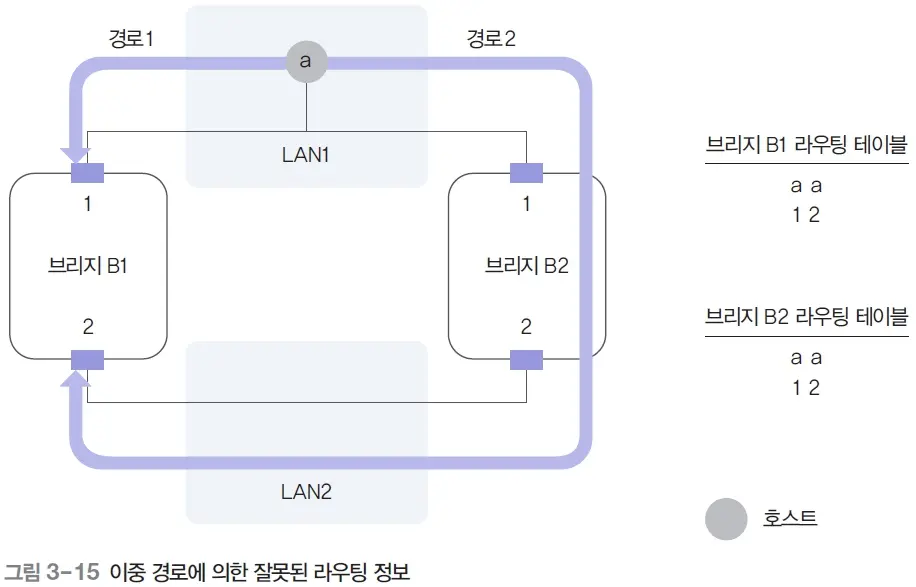 경로1
경로2
a
LAN1
1
브리지 B1
2
1
브리지 B2
2
LAN2
브리지 B1 라우팅 테이블
a a
1 2
브리지 B2 라우팅 테이블
a a
1 2
호스트
그림 3-15 이중 경로에 의한 잘못된 라우팅 정보